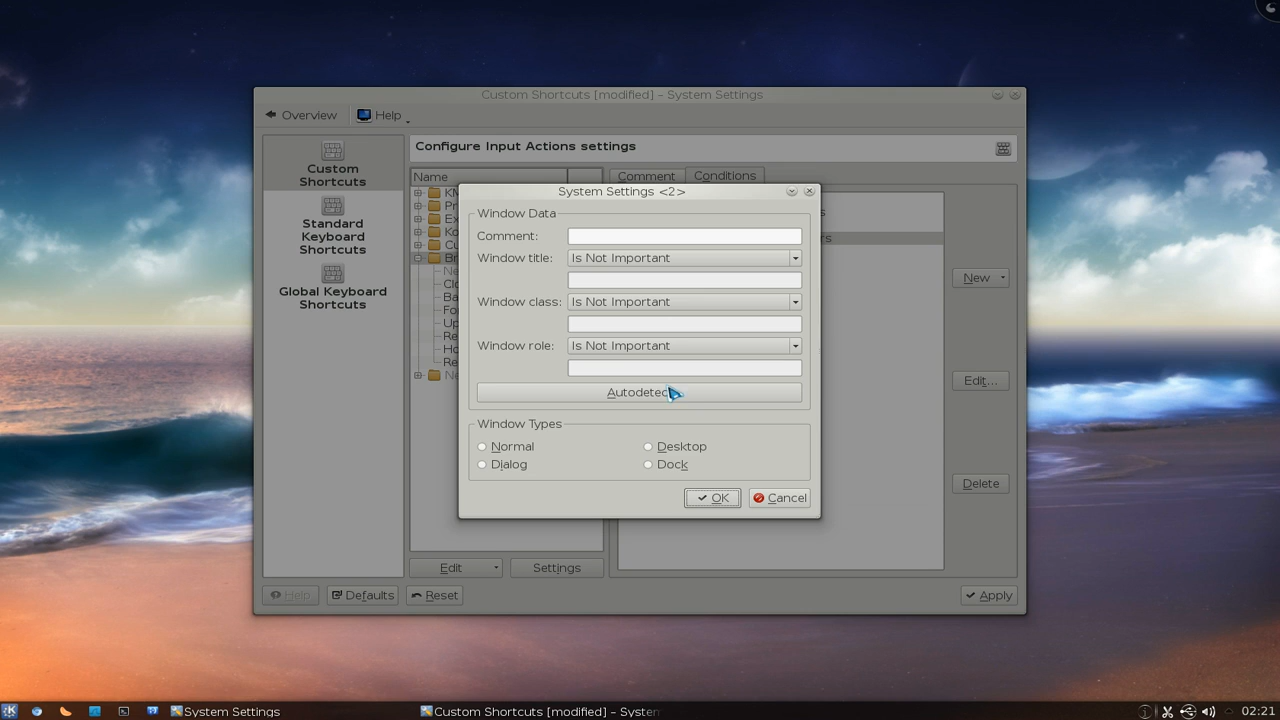 Custom Shortcuts [modified] – System Settings
Overview
Help
Custom
Shortcuts
Standard
Keyboard
Shortcuts
Global Keyboard
Shortcuts
Configure Input Actions settings
Name
Comment
Conditions
System Settings <2>
Window Data
Comment:
Window title:
Is Not Important
Window class:
Is Not Important
Window role:
Is Not Important
Window Types
Normal
Desktop
Dialog
Dock
OK
Cancel
New
Edit...
Delete
Edit
Settings
Help
Defaults
Reset
Apply
System Settings
Custom Shortcuts [modified] – System
02:21